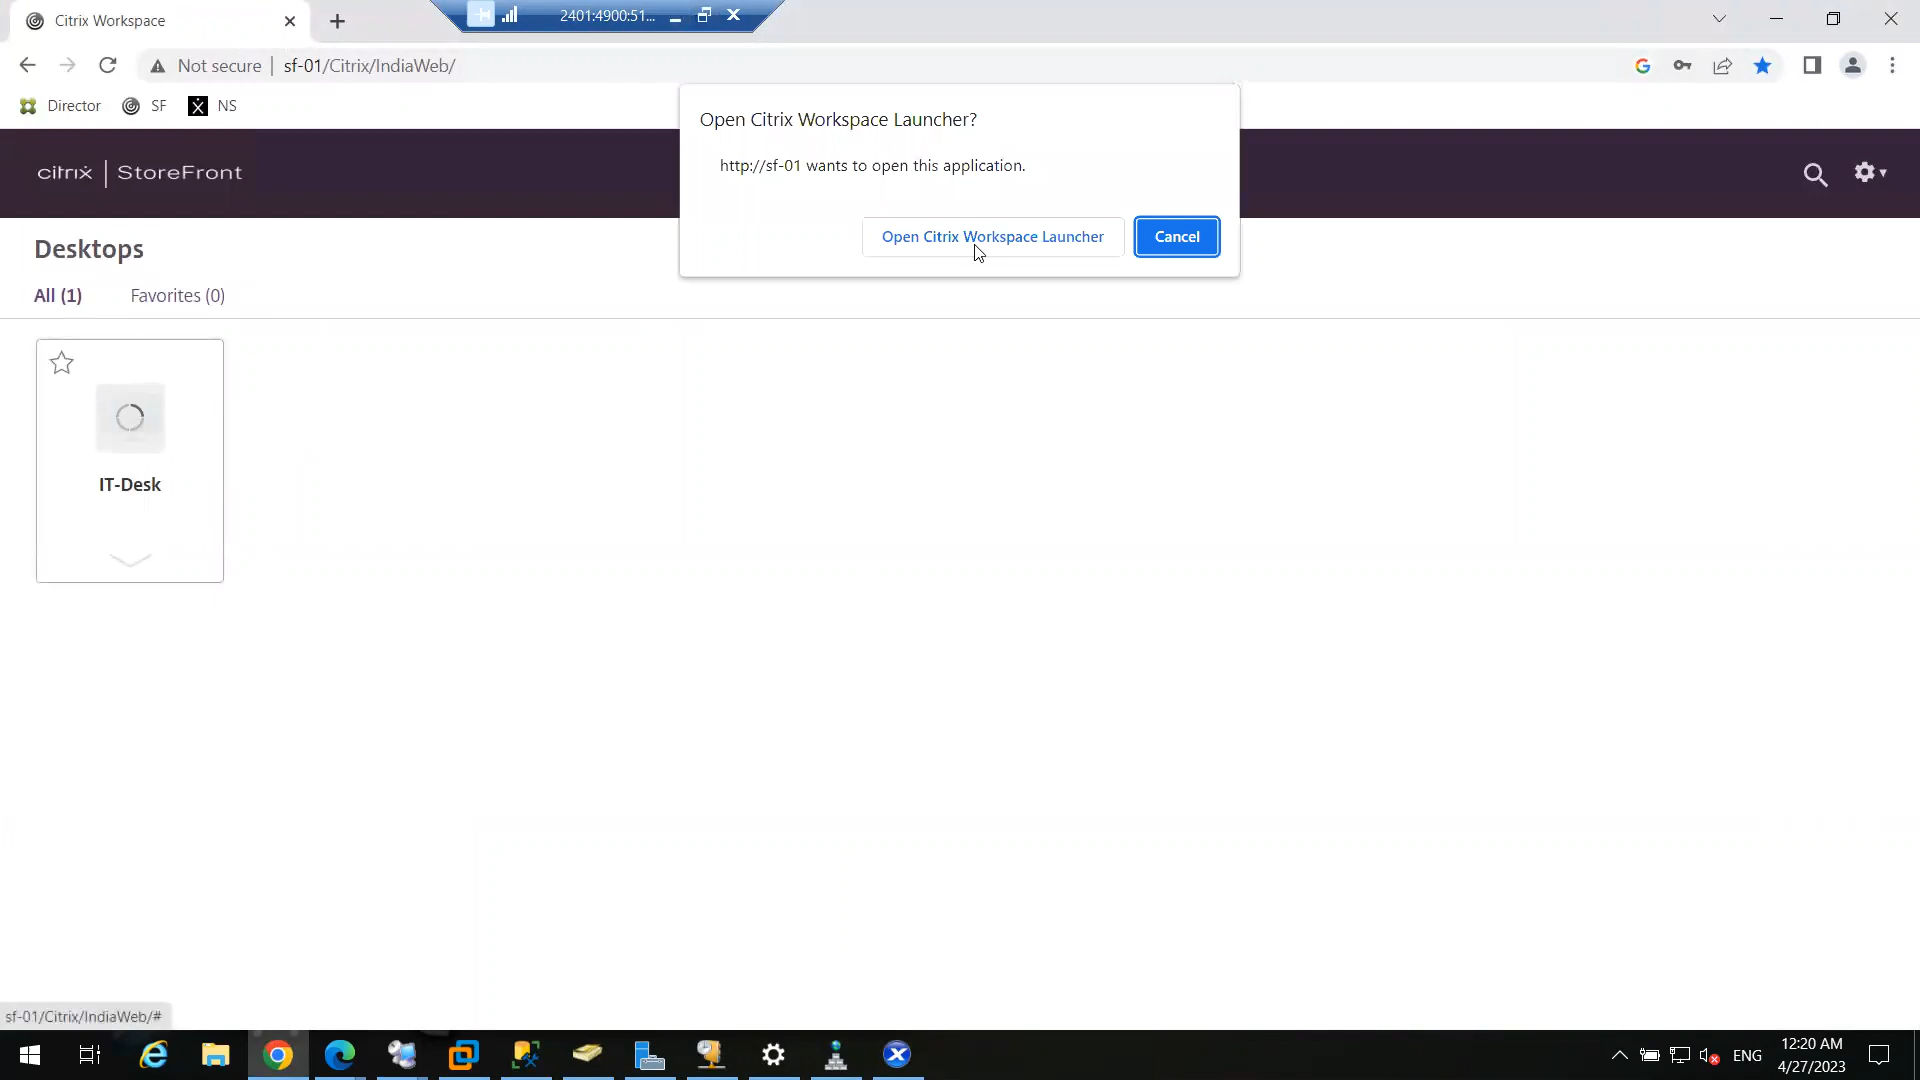 Citrix Workspace
2401:4900:51...
Not secure
sf-01/Citrix/IndiaWeb/
Director
SF
NS
Open Citrix Workspace Launcher?
http://sf-01 wants to open this application.
Open Citrix Workspace Launcher
Cancel
citrix | StoreFront
Desktops
All (1)
Favorites (0)
IT-Desk
sf-01/Citrix/IndiaWeb/#
ENG
12:20 AM
4/27/2023